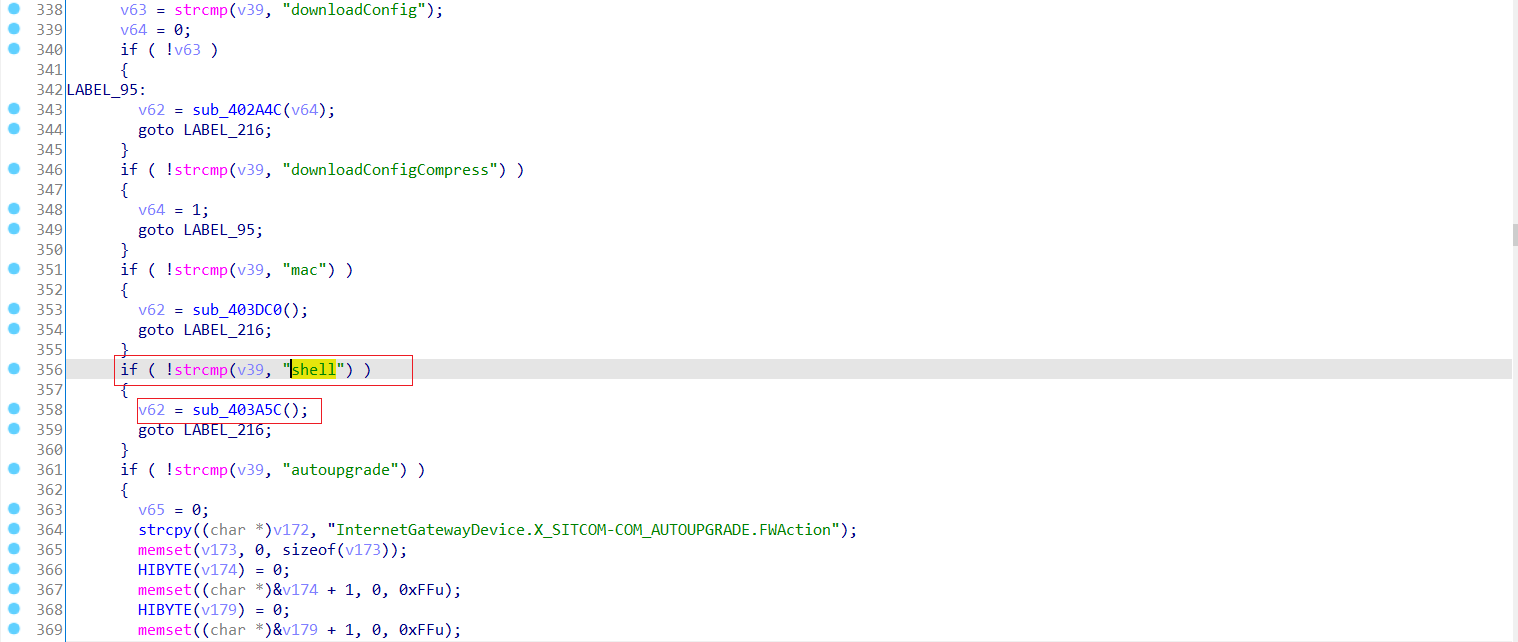 338 v63 = strcmp(v39, "downloadConfig");
339 v64 = 0;
340 if ( !v63 )
341 {
342 LABEL_95:
343 v62 = sub_402A4C(v64);
344 goto LABEL_216;
345 }
346 if ( !strcmp(v39, "downloadConfigCompress") )
347 {
348 v64 = 1;
349 goto LABEL_95;
350 }
351 if ( !strcmp(v39, "mac") )
352 {
353 v62 = sub_403DC0();
354 goto LABEL_216;
355 }
356 if ( !strcmp(v39, "shell") )
357 {
358 v62 = sub_403A5C();
359 goto LABEL_216;
360 }
361 if ( !strcmp(v39, "autoupgrade") )
362 {
363 v65 = 0;
364 strcpy((char *)v172, "InternetGatewayDevice.X_SITCOM-COM_AUTOUPGRADE.FWAction");
365 memset(v173, 0, sizeof(v173));
366 HIBYTE(v174) = 0;
367 memset((char *)&v174 + 1, 0, 0xFFu);
368 HIBYTE(v179) = 0;
369 memset((char *)&v179 + 1, 0, 0xFFu);